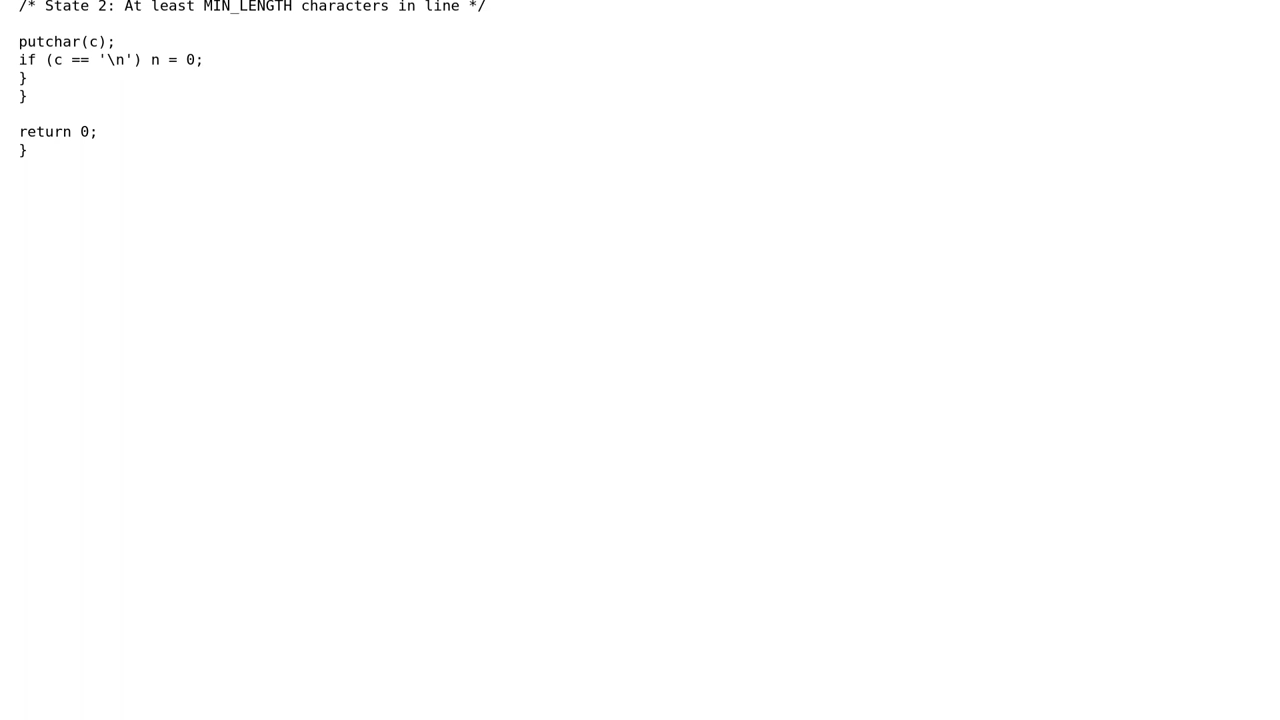 /* State 2: At least MIN_LENGTH characters in line */
putchar(c);
if (c == '\n') n = 0;
}
}
return 0;
}